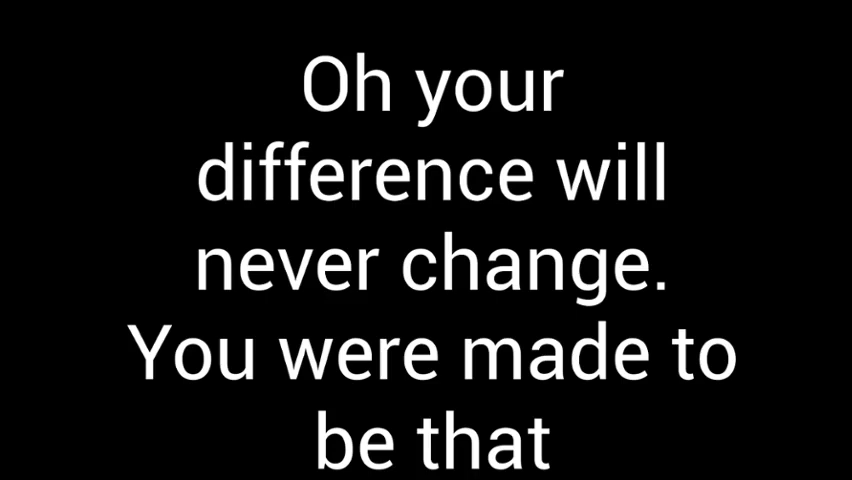 Oh your
difference will
never change.
You were made to
be that